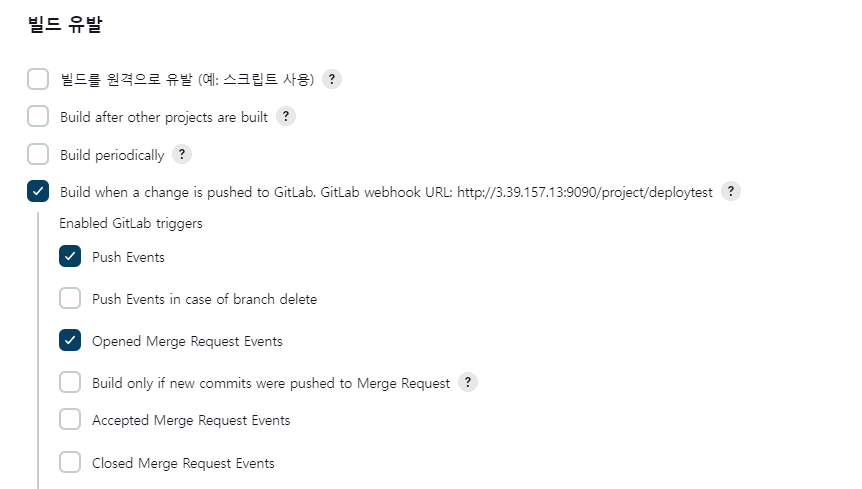 빌드 유발
빌드를 원격으로 유발 (예: 스크립트 사용) ?
Build after other projects are built ?
Build periodically ?
Build when a change is pushed to GitLab. GitLab webhook URL: http://3.39.157.13:9090/project/deploytest ?
Enabled GitLab triggers
Push Events
Push Events in case of branch delete
Opened Merge Request Events
Build only if new commits were pushed to Merge Request ?
Accepted Merge Request Events
Closed Merge Request Events